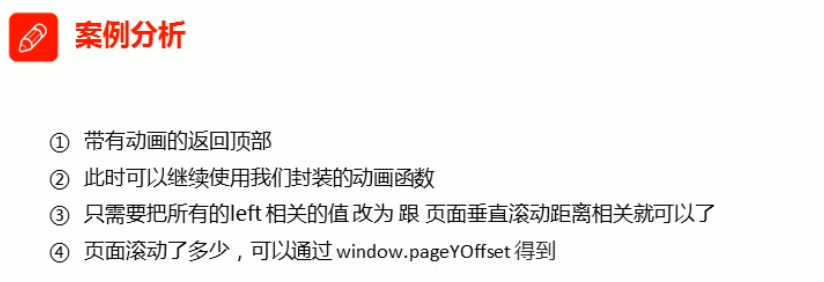 案例分析
① 带有动画的返回顶部
② 此时可以继续使用我们封装的动画函数
③ 只需要把所有的left 相关的值 改为 跟 页面垂直滚动距离相关就可以了
④ 页面滚动了多少，可以通过 window.pageYOffset 得到